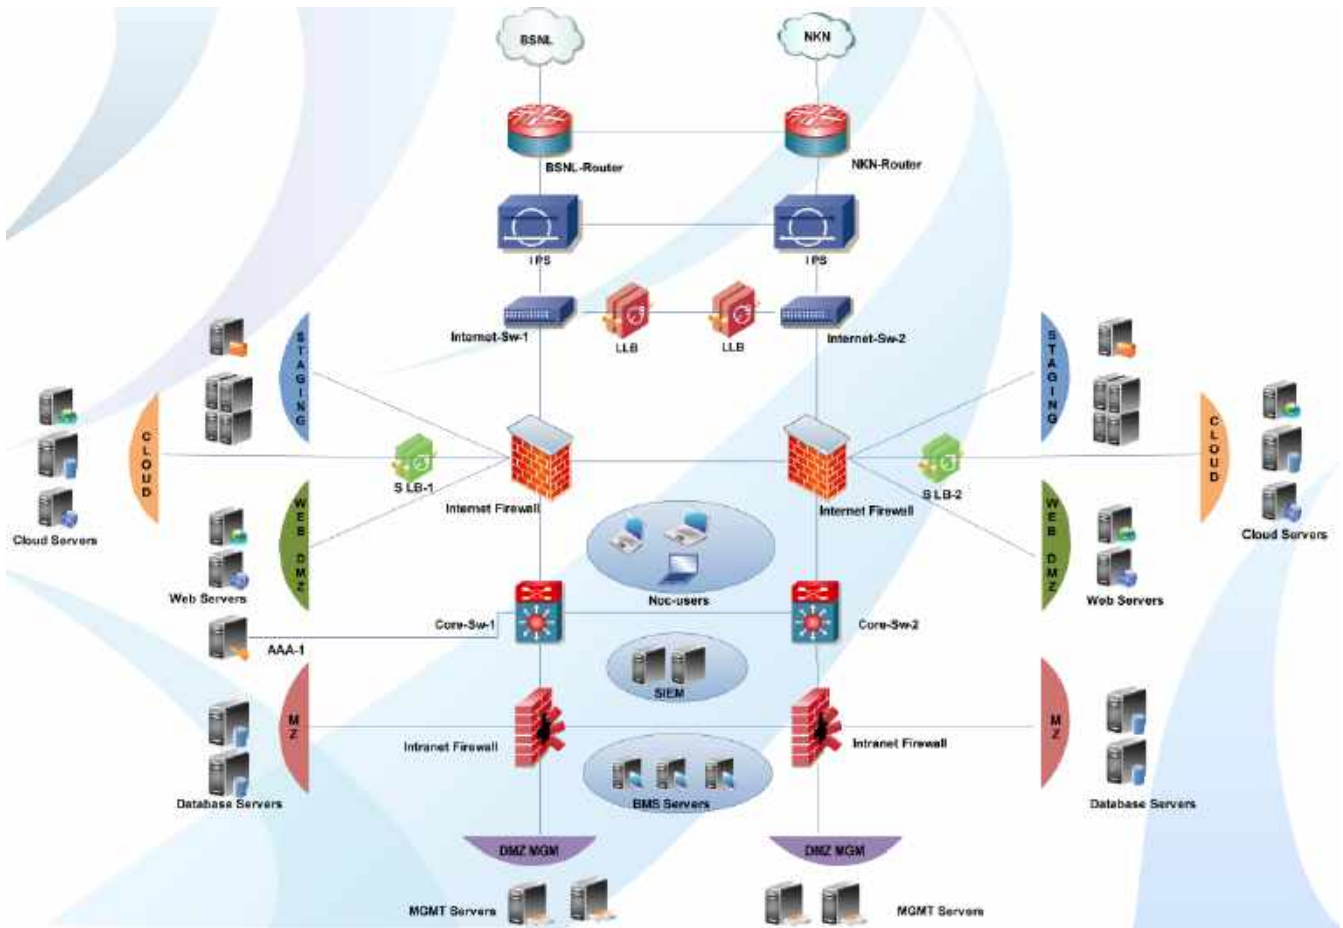 BSNL
NKN
BSNL-Router
NKN-Router
IPS
IPS
Internet-Sw-1
LLB
LLB
Internet-Sw-2
STAGING
STAGING
CLOUD
CLOUD
SLB-1
SLB-2
Internet Firewall
Internet Firewall
WEB DMZ
WEB DMZ
Cloud Servers
Cloud Servers
Web Servers
Noc-users
Web Servers
Core-Sw-1
Core-Sw-2
AAA-1
SIEM
MZ
MZ
Intranet Firewall
Intranet Firewall
Database Servers
BMS Servers
Database Servers
DMZ MGM
DMZ MGM
MGMT Servers
MGMT Servers